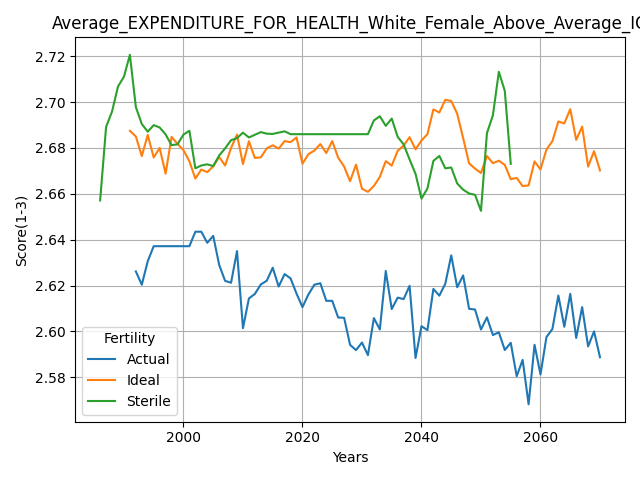 Average_EXPENDITURE_FOR_HEALTH_White_Female_Above_Average_IQ
2.72
2.70
2.68
2.66
2.64
2.62
2.60
2.58
Score(1-3)
Fertility
Actual
Ideal
Sterile
2000 2020 2040 2060
Years